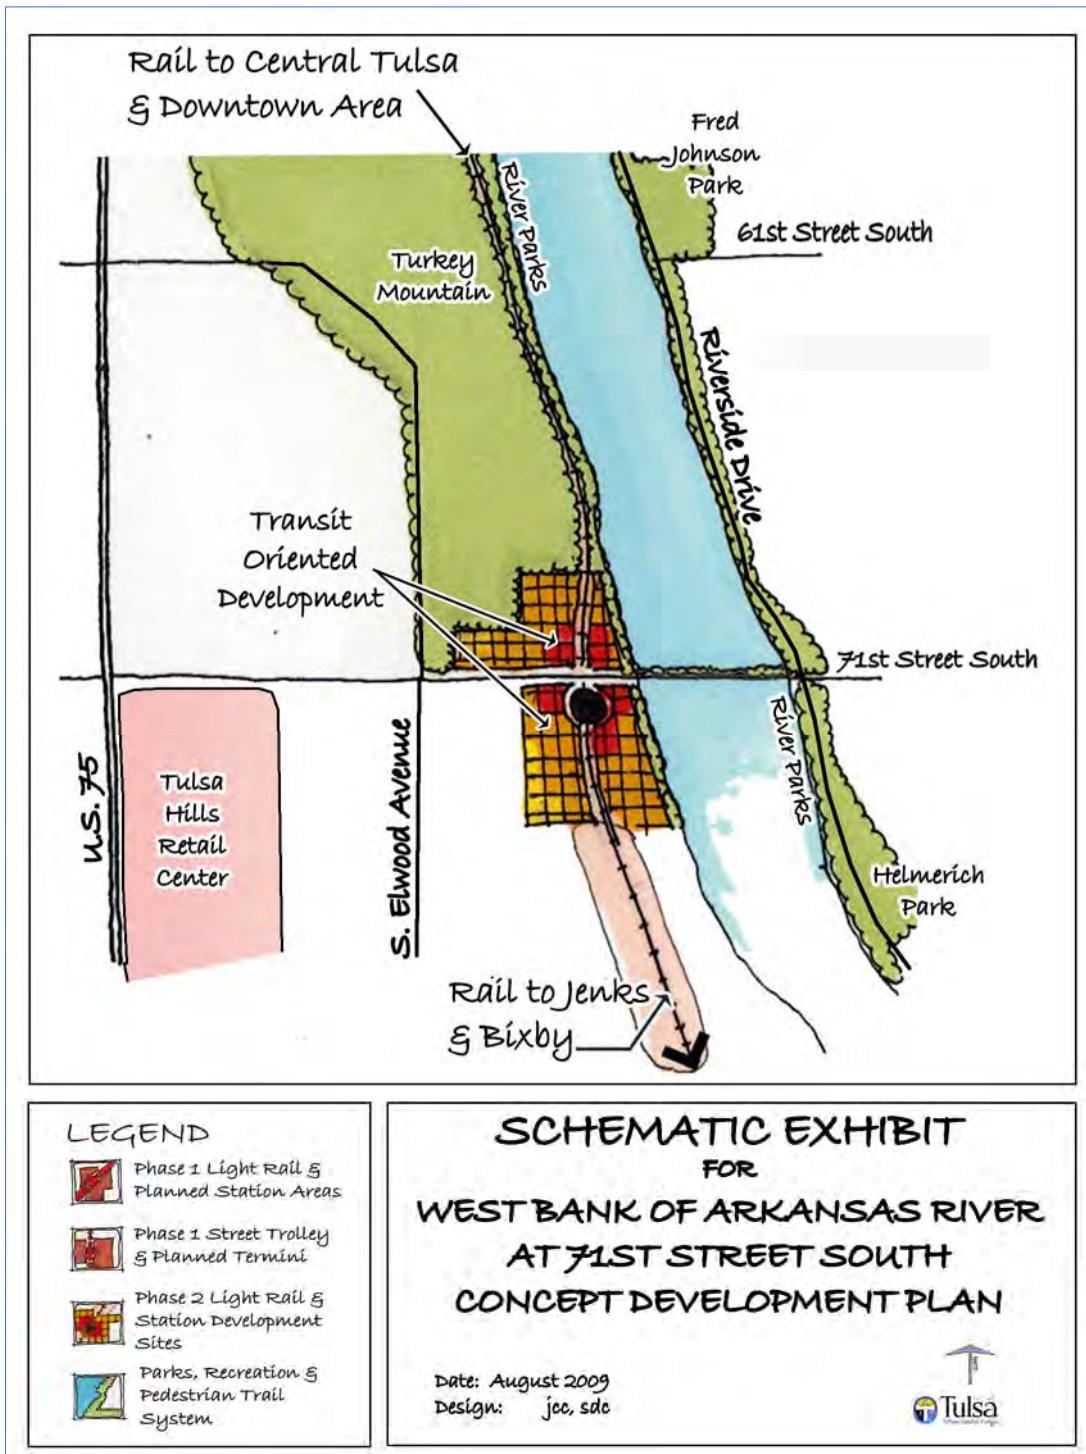 Rail to Central Tulsa
& Downtown Area
Fred
Johnson
Park
River Parks
61st Street South
Turkey
Mountain
Riverside Drive
Transit
Oriented
Development
71st Street South
U.S. 75
Tulsa
Hills
Retail
Center
S. Elwood Avenue
River Parks
Helmerich
Park
Rail to Jenks
& Bixby
LEGEND
Phase 1 Light Rail &
Planned Station Areas
Phase 1 Street Trolley
& Planned Termini
Phase 2 Light Rail &
Station Development
Sites
Parks, Recreation &
Pedestrian Trail
System
SCHEMATIC EXHIBIT
FOR
WEST BANK OF ARKANSAS RIVER
AT 71ST STREET SOUTH
CONCEPT DEVELOPMENT PLAN
Date: August 2009
Design: jcc, sdc
Tulsa